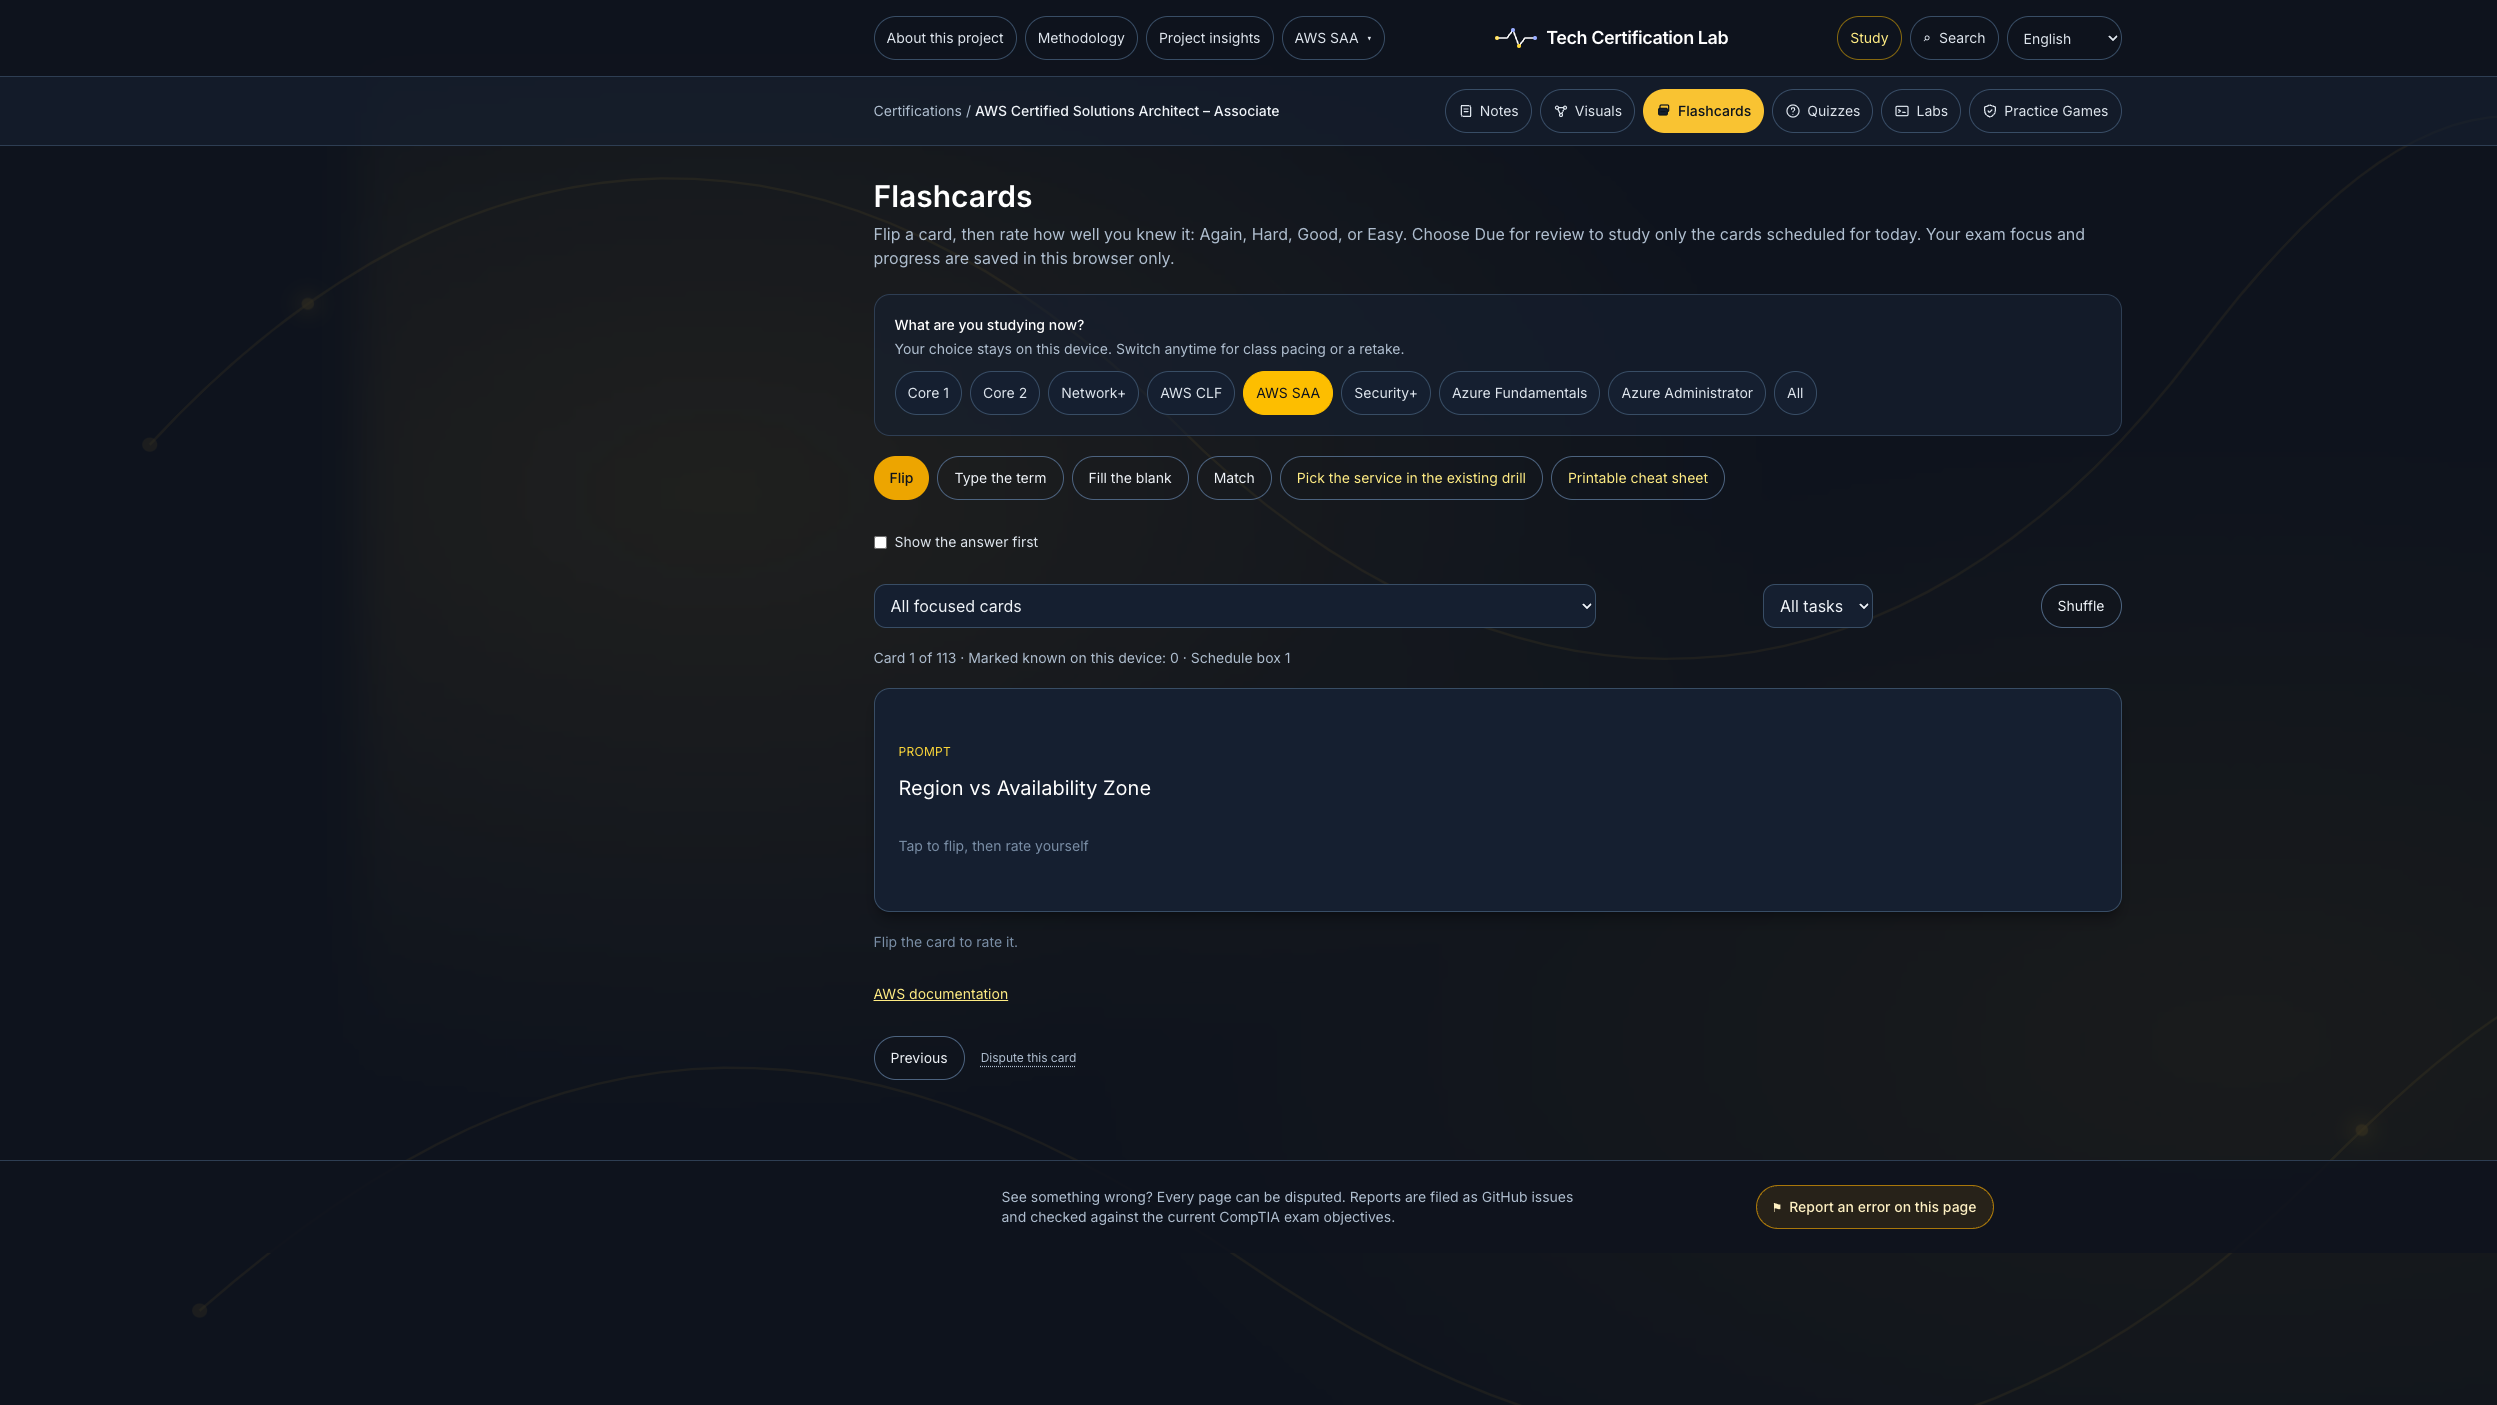 About this project
Methodology
Project insights
AWS SAA
Tech Certification Lab
Study
Search
English
Certifications / AWS Certified Solutions Architect – Associate
Notes
Visuals
Flashcards
Quizzes
Labs
Practice Games
Flashcards
Flip a card, then rate how well you knew it: Again, Hard, Good, or Easy. Choose Due for review to study only the cards scheduled for today. Your exam focus and
progress are saved in this browser only.
What are you studying now?
Your choice stays on this device. Switch anytime for class pacing or a retake.
Core 1
Core 2
Network+
AWS CLF
AWS SAA
Security+
Azure Fundamentals
Azure Administrator
All
Flip
Type the term
Fill the blank
Match
Pick the service in the existing drill
Printable cheat sheet
Show the answer first
All focused cards
All tasks
Shuffle
Card 1 of 113 · Marked known on this device: 0 · Schedule box 1
PROMPT
Region vs Availability Zone
Tap to flip, then rate yourself
Flip the card to rate it.
AWS documentation
Previous
Dispute this card
See something wrong? Every page can be disputed. Reports are filed as GitHub issues
and checked against the current CompTIA exam objectives.
Report an error on this page